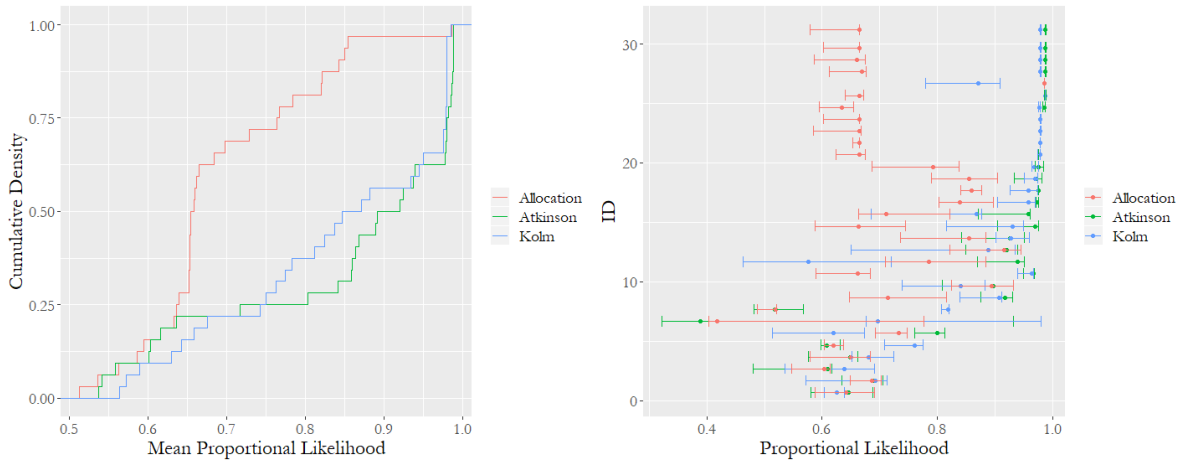 1.00
0.75
0.50
0.25
0.00
0.5 0.6 0.7 0.8 0.9 1.0
Mean Proportional Likelihood
Cumulative Density
Allocation
Atkinson
Kolm
30
20
10
0
0.4 0.6 0.8 1.0
Proportional Likelihood
ID
Allocation
Atkinson
Kolm